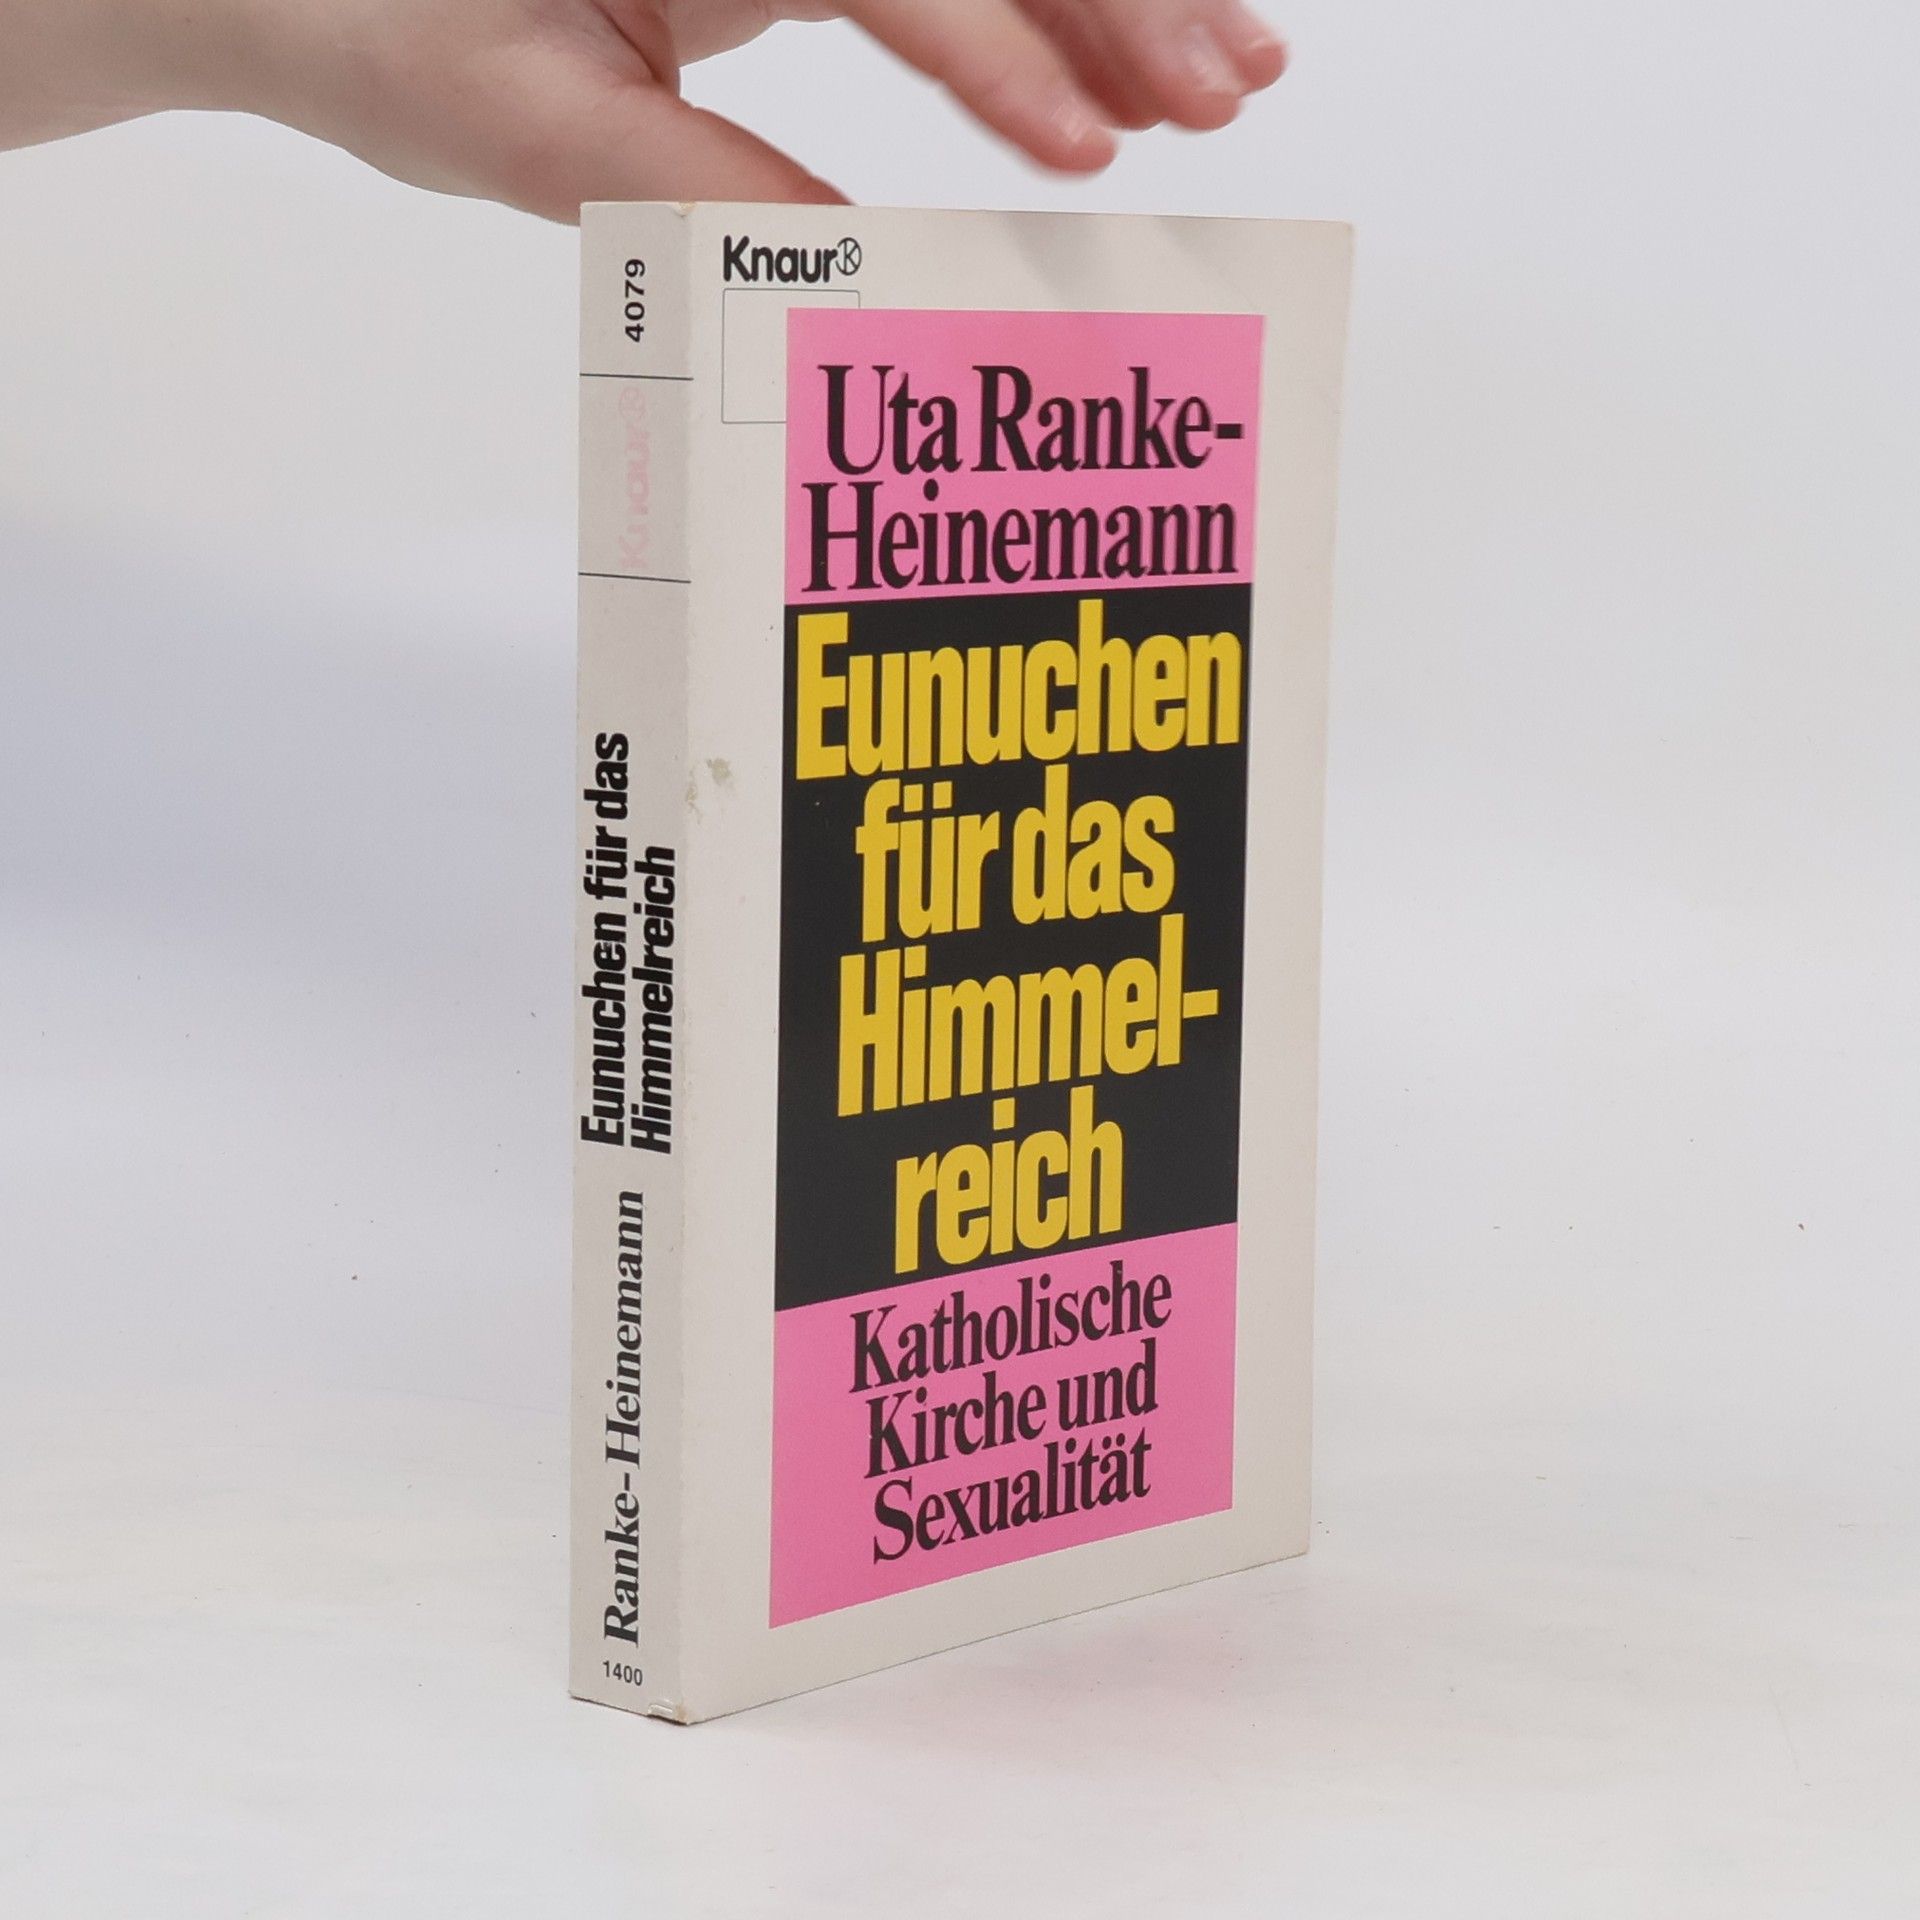 4079
Knaur
Eunuchen für das
Himmelreich
Ranke-Heinemann
1400
Knaur
Uta Ranke-
Heinemann
Eunuchen
für das
Himmel-
reich
Katholische
Kirche und
Sexualität